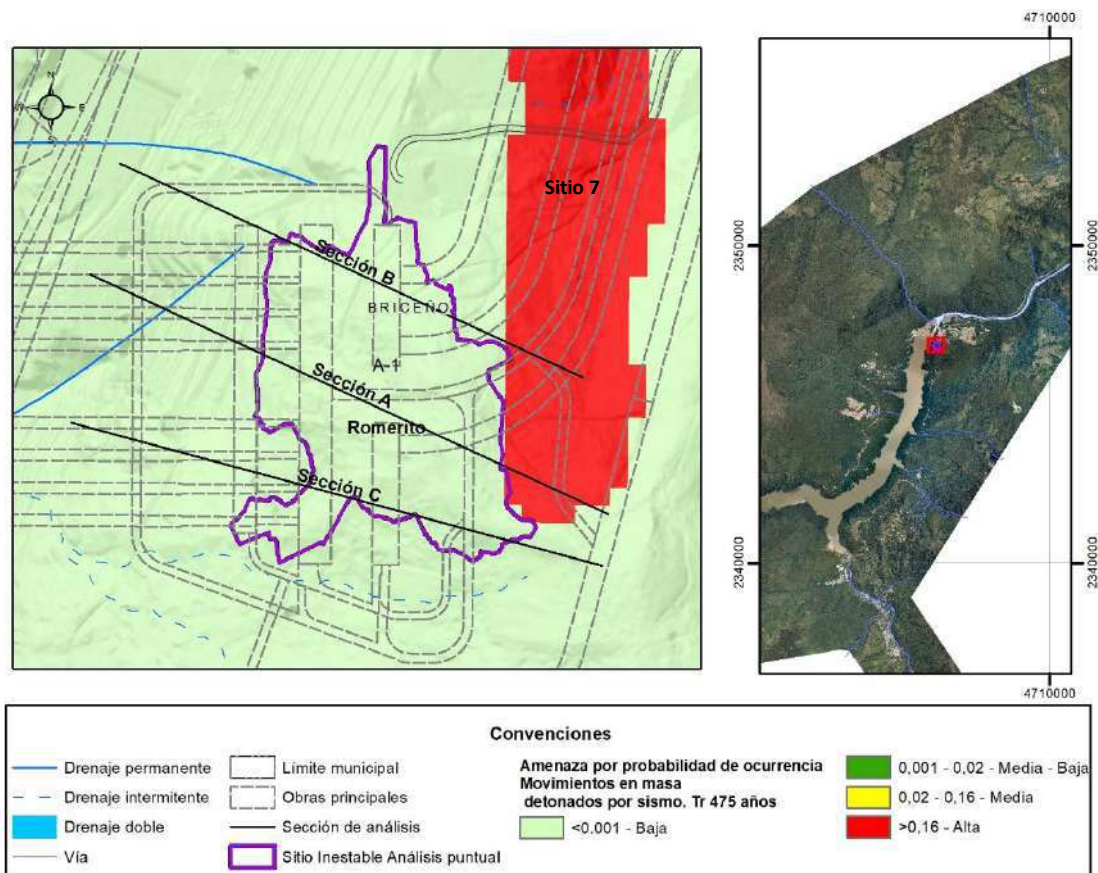 4710000
N
E
S
Sitio 7
Sección B
BRICEÑO
A-1
Sección A
Romerito
Sección C
2350000
2350000
2340000
2340000
4710000
Convenciones
Drenaje permanente
Drenaje intermitente
Drenaje doble
Vía
Límite municipal
Obras principales
Sección de análisis
Sitio Inestable Análisis puntual
Amenaza por probabilidad de ocurrencia
Movimientos en masa
detonados por sismo. Tr 475 años
<0.001 - Baja
0,001 - 0,02 - Media - Baja
0,02 - 0,16 - Media
>0,16 - Alta